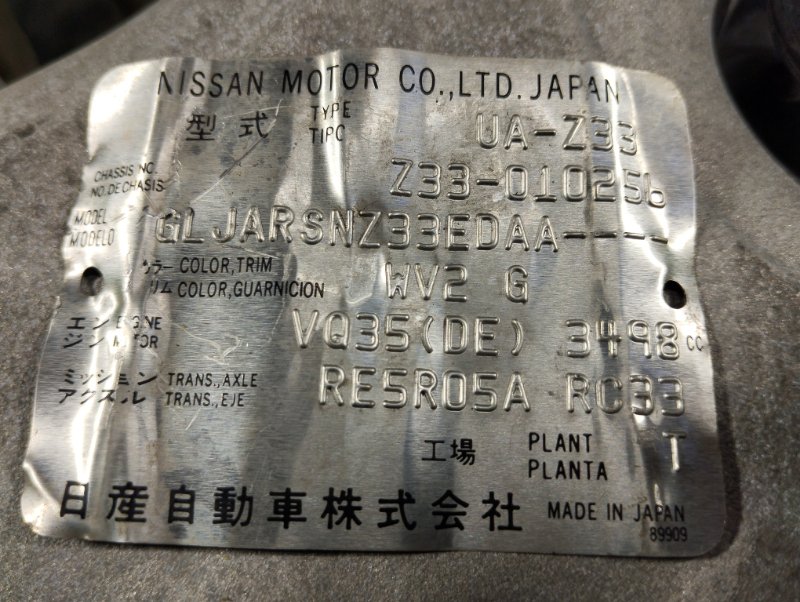 NISSAN MOTOR CO.,LTD. JAPAN
型式 TYPE TIPO UA-Z33
CHASSIS NO. NO. DE CHASIS Z33-010256
MODEL MODELO GLJARSNZ33EDAA----
カラー COLOR,TRIM
トリム COLOR,GUARNICION WV2 G
エンジン ENGINE MOTOR VQ35(DE) 3498 CC
ミッション TRANS.,AXLE
アクスル TRANS.,EJE RE5R05A RC33
工場 PLANT PLANTA T
日産自動車株式会社 MADE IN JAPAN
89909